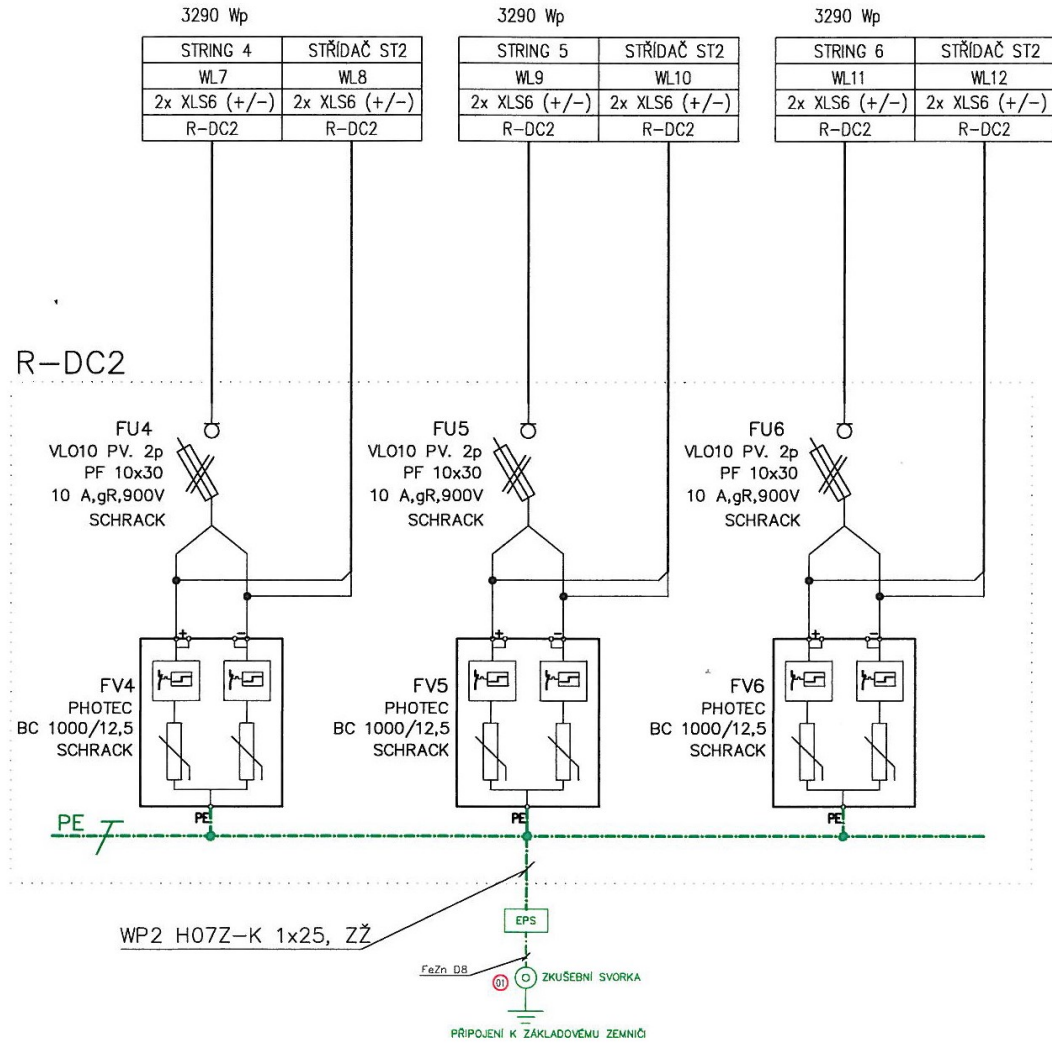 3290 Wp
3290 Wp
3290 Wp
STRING 4 STŘÍDAČ ST2
WL7 WL8
2x XLS6 (+/-) 2x XLS6 (+/-)
R-DC2 R-DC2
STRING 5 STŘÍDAČ ST2
WL9 WL10
2x XLS6 (+/-) 2x XLS6 (+/-)
R-DC2 R-DC2
STRING 6 STŘÍDAČ ST2
WL11 WL12
2x XLS6 (+/-) 2x XLS6 (+/-)
R-DC2 R-DC2
R-DC2
FU4
VLO10 PV. 2p
PF 10x30
10 A,gR,900V
SCHRACK
FU5
VLO10 PV. 2p
PF 10x30
10 A,gR,900V
SCHRACK
FU6
VLO10 PV. 2p
PF 10x30
10 A,gR,900V
SCHRACK
+ -
+ -
+ -
FV4
PHOTEC
BC 1000/12,5
SCHRACK
FV5
PHOTEC
BC 1000/12,5
SCHRACK
FV6
PHOTEC
BC 1000/12,5
SCHRACK
PE
PE
PE
PE
WP2 H07Z-K 1x25, ZŽ
EPS
FeZn D8
01
ZKUŠEBNÍ SVORKA
PŘIPOJENÍ K ZÁKLADOVÉMU ZEMNIČI